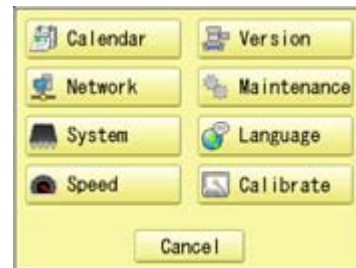 Calendar
Version
Network
Maintenance
System
Language
Speed
Calibrate
Cancel